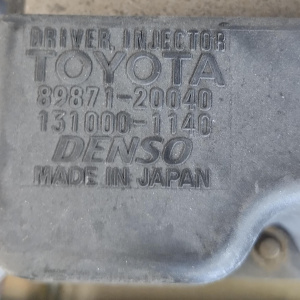 DRIVER, INJECTOR
TOYOTA
89871-20040
131000-1140
DENSO
MADE IN JAPAN